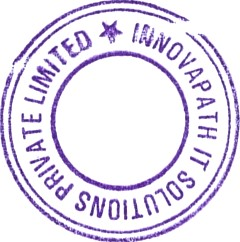 INNOVAPATH IT SOLUTIONS PRIVATE LIMITED ★